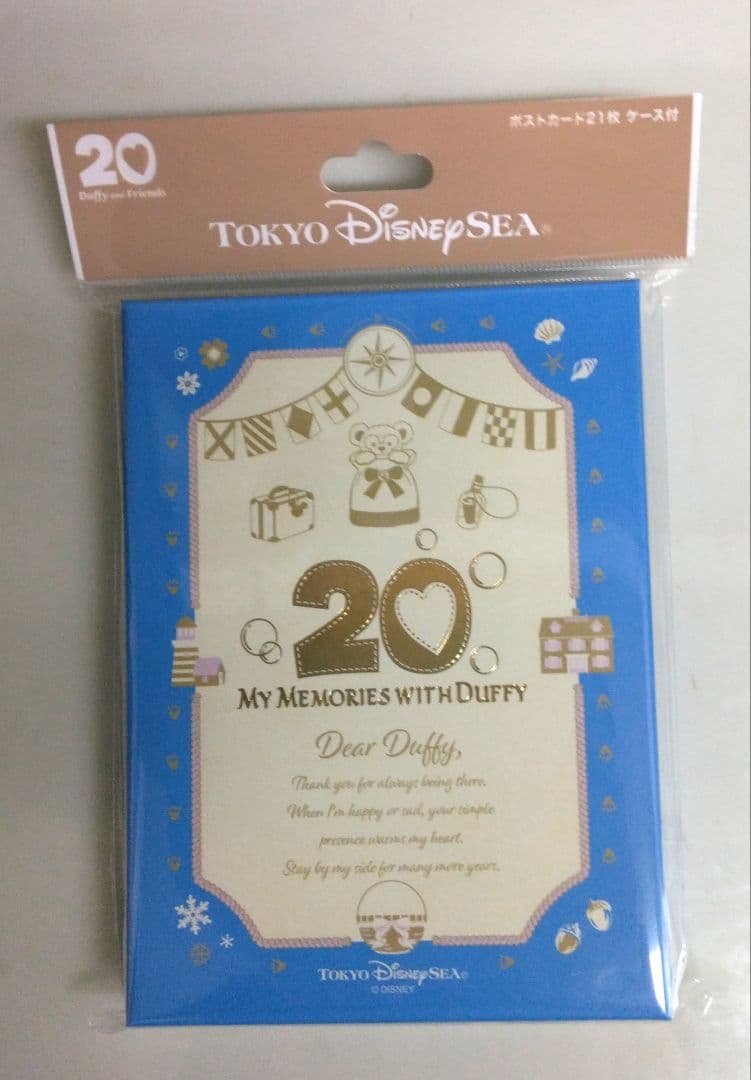 20
Duffy and Friends
ポストカード21枚 ケース付
TOKYO DISNEYSEA®
20
MY MEMORIES WITH DUFFY
Dear Duffy,
Thank you for always being there.
When I'm happy or sad, your simple
presence warms my heart.
Stay by my side for many more years.
TOKYO DISNEYSEA®
© DISNEY